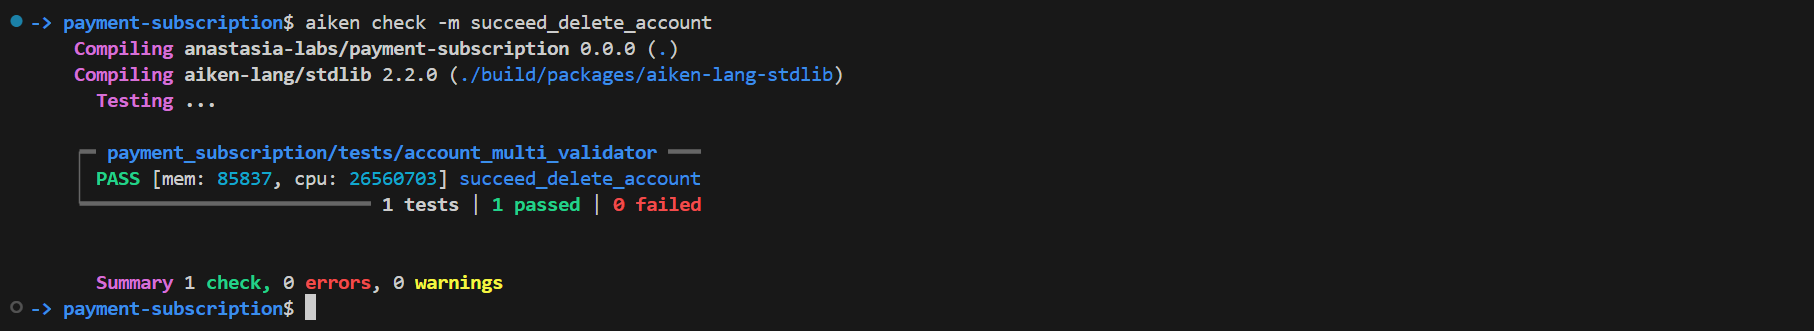 -> payment-subscription$ aiken check -m succeed_delete_account
Compiling anastasia-labs/payment-subscription 0.0.0 (.)
Compiling aiken-lang/stdlib 2.2.0 (./build/packages/aiken-lang-stdlib)
Testing ...
payment_subscription/tests/account_multi_validator
PASS [mem: 85837, cpu: 26560703] succeed_delete_account
1 tests | 1 passed | 0 failed
Summary 1 check, 0 errors, 0 warnings
-> payment-subscription$